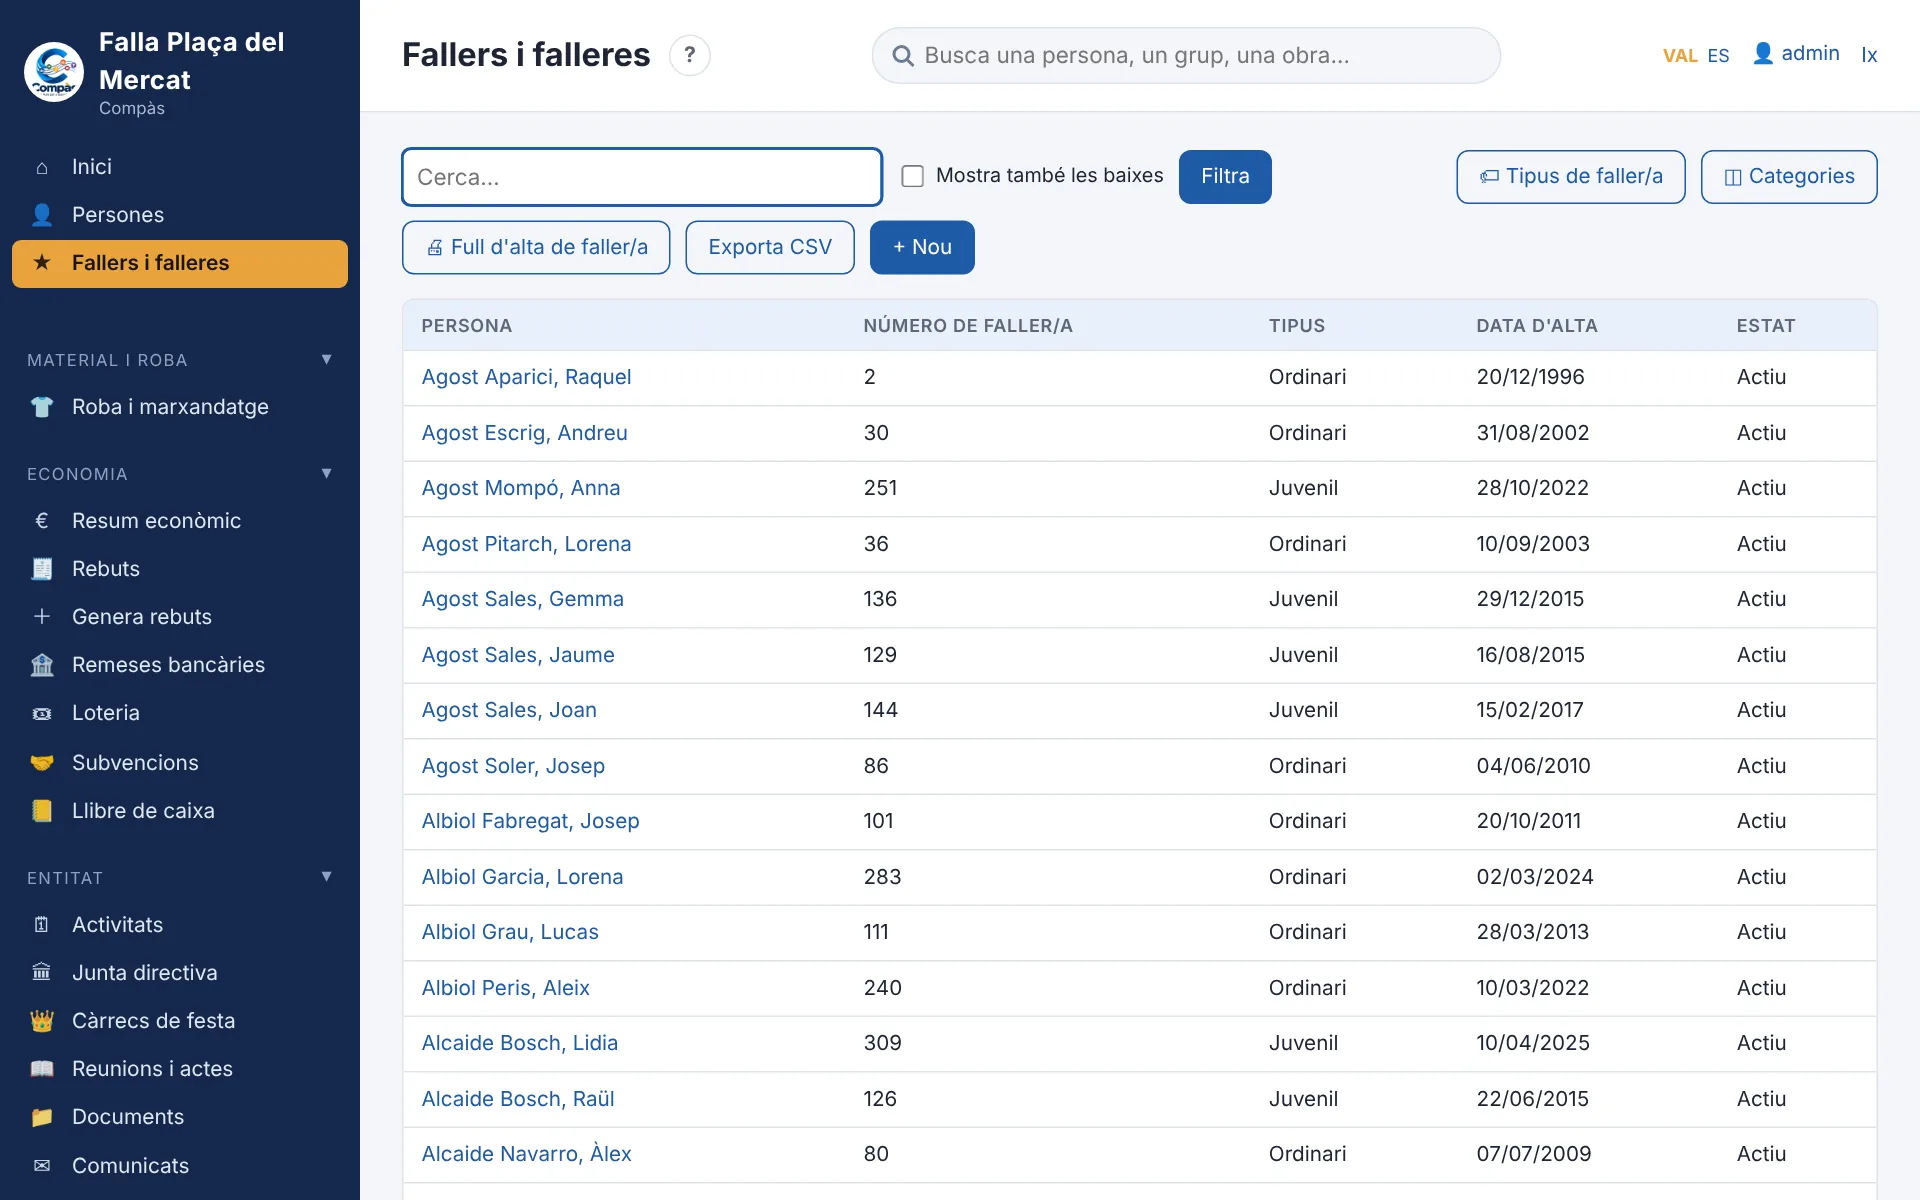 Falla Plaça del
Mercat
Compàs
Inici
Persones
Fallers i falleres
MATERIAL I ROBA
Roba i marxandatge
ECONOMIA
€ Resum econòmic
Rebuts
Genera rebuts
Remeses bancàries
Loteria
Subvencions
Llibre de caixa
ENTITAT
Activitats
Junta directiva
Càrrecs de festa
Reunions i actes
Documents
Comunicats
Fallers i falleres ?
Busca una persona, un grup, una obra...
VAL ES admin Ix
Cerca...
Mostra també les baixes
Filtra
Tipus de faller/a
Categories
Full d'alta de faller/a
Exporta CSV
+ Nou
PERSONA NÚMERO DE FALLER/A TIPUS DATA D'ALTA ESTAT
Agost Aparici, Raquel 2 Ordinari 20/12/1996 Actiu
Agost Escrig, Andreu 30 Ordinari 31/08/2002 Actiu
Agost Mompó, Anna 251 Juvenil 28/10/2022 Actiu
Agost Pitarch, Lorena 36 Ordinari 10/09/2003 Actiu
Agost Sales, Gemma 136 Juvenil 29/12/2015 Actiu
Agost Sales, Jaume 129 Juvenil 16/08/2015 Actiu
Agost Sales, Joan 144 Juvenil 15/02/2017 Actiu
Agost Soler, Josep 86 Ordinari 04/06/2010 Actiu
Albiol Fabregat, Josep 101 Ordinari 20/10/2011 Actiu
Albiol Garcia, Lorena 283 Ordinari 02/03/2024 Actiu
Albiol Grau, Lucas 111 Ordinari 28/03/2013 Actiu
Albiol Peris, Aleix 240 Ordinari 10/03/2022 Actiu
Alcaide Bosch, Lidia 309 Juvenil 10/04/2025 Actiu
Alcaide Bosch, Raül 126 Juvenil 22/06/2015 Actiu
Alcaide Navarro, Àlex 80 Ordinari 07/07/2009 Actiu